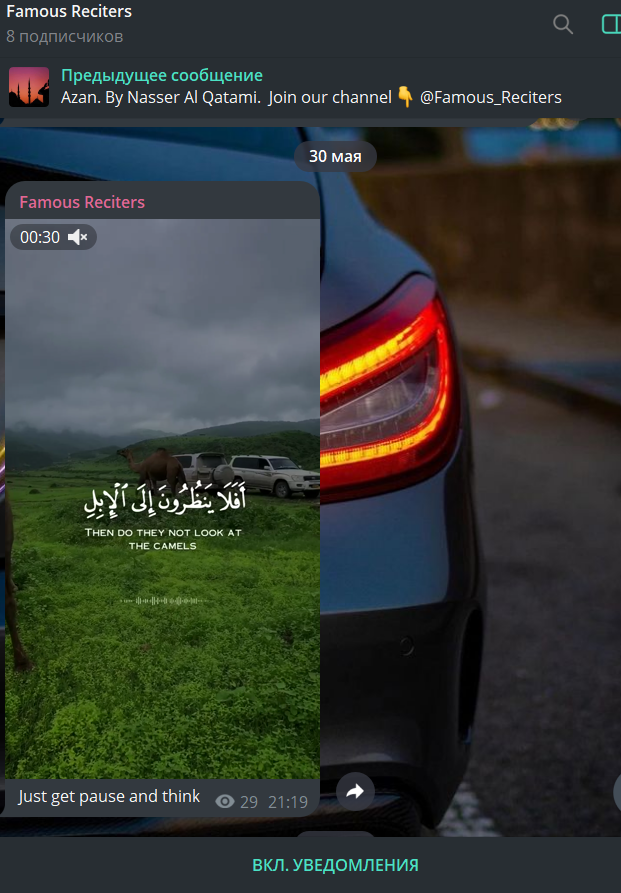 Famous Reciters
8 подписчиков
Предыдущее сообщение
Azan. By Nasser Al Qatami. Join our channel 👇 @Famous_Reciters
30 мая
Famous Reciters
00:30
أَفَلَا يَنظُرُونَ إِلَى ٱلْإِبِلِ
THEN DO THEY NOT LOOK AT
THE CAMELS
Just get pause and think
29 21:19
ВКЛ. УВЕДОМЛЕНИЯ